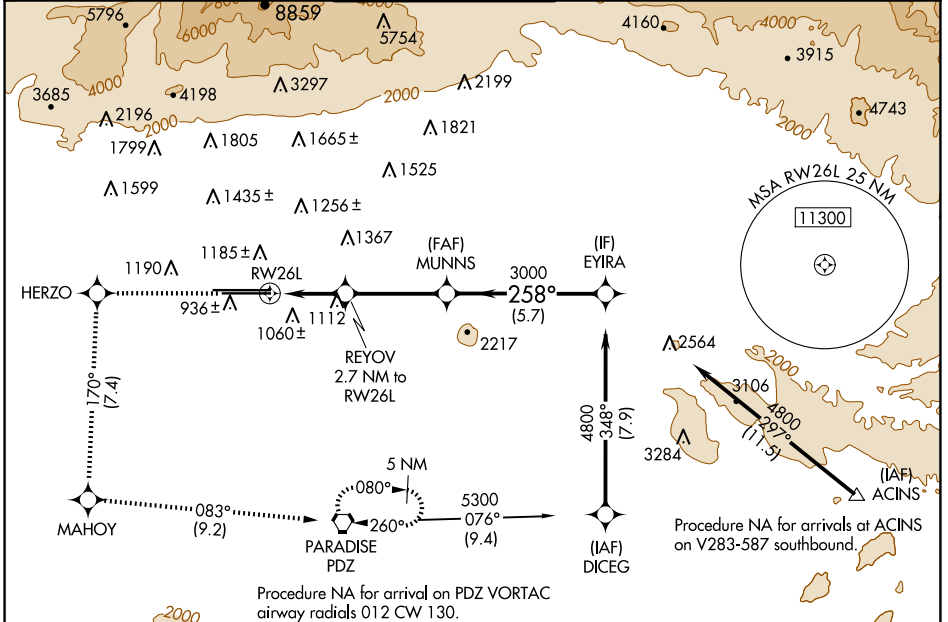 5796
8859
4000
5754
6000
4160
4000
3915
3685
4000
4198
3297
2000
2199
4743
2196
2000
1799
1805
1665±
1821
2000
1525
1599
1435±
1256±
MSA RW26L 25 NM
11300
1367
1185±
1190
RW26L
(FAF)
MUNNS
3000
(IF)
EYIRA
HERZO
258°
(5.7)
936±
1060±
1112
2217
REYOV
2.7 NM to
RW26L
2564
2000
3106
4800
297°
(11.5)
170°
(7.4)
4800
348°
(7.9)
3284
5 NM
080°
260°
5300
076°
(9.4)
(IAF)
ACINS
MAHOY
083°
(9.2)
PARADISE
PDZ
(IAF)
DICEG
Procedure NA for arrivals at ACINS
on V283-587 southbound.
Procedure NA for arrival on PDZ VORTAC
airway radials 012 CW 130.
2000